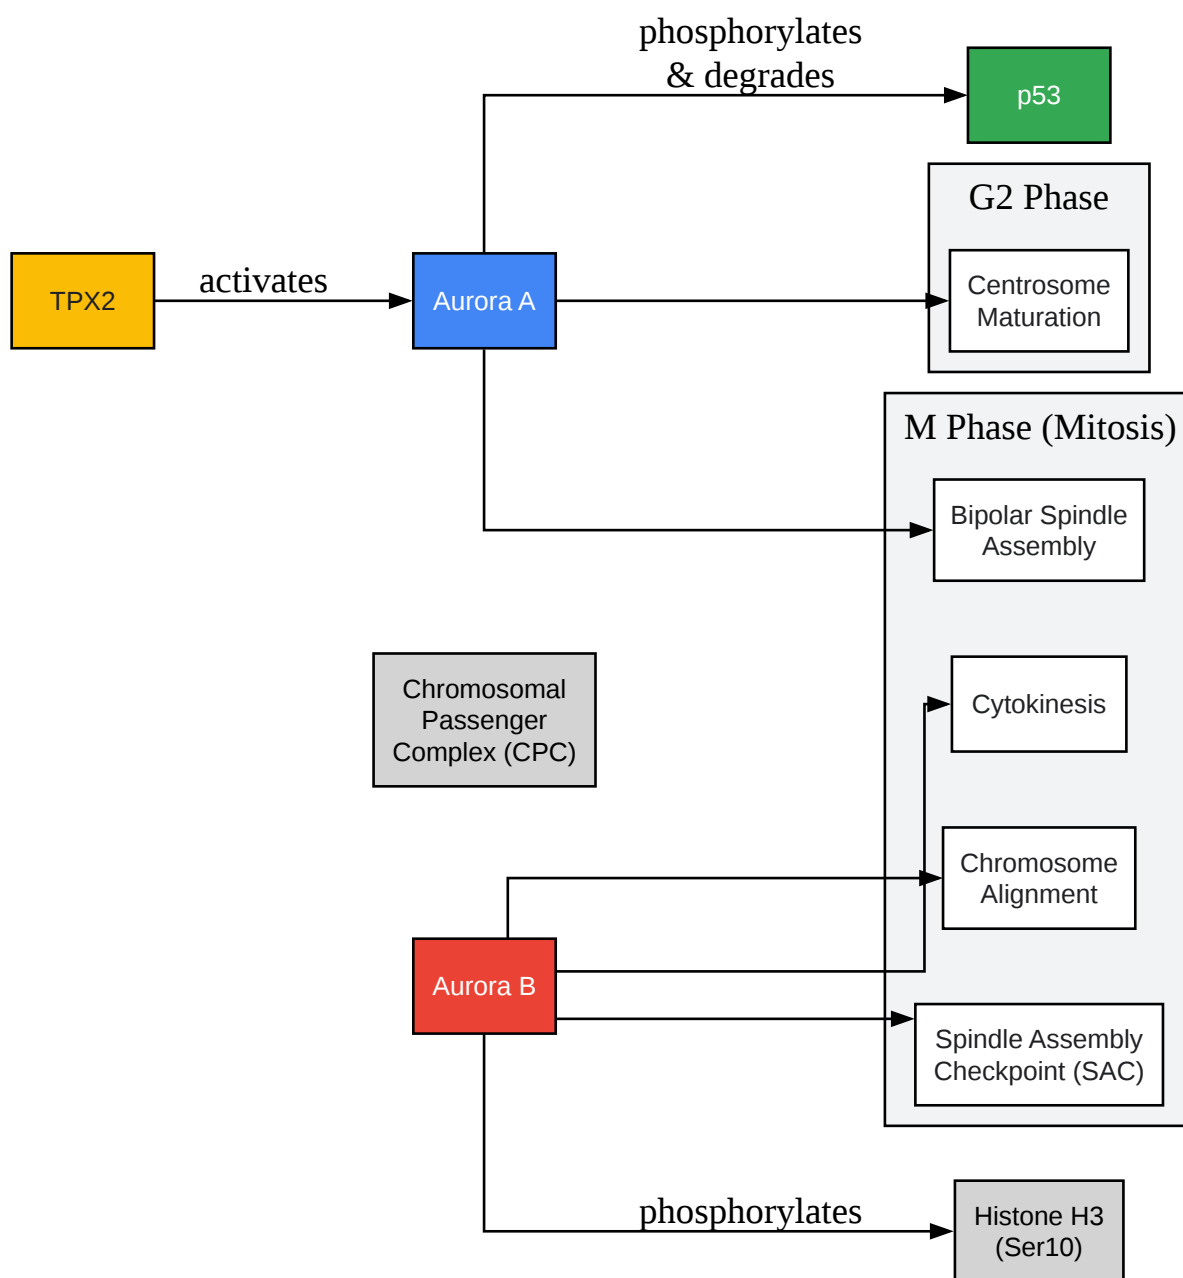 phosphorylates
& degrades
p53
G2 Phase
TPX2
activates
Aurora A
Centrosome
Maturation
M Phase (Mitosis)
Bipolar Spindle
Assembly
Chromosomal
Passenger
Complex (CPC)
Cytokinesis
Chromosome
Alignment
Aurora B
Spindle Assembly
Checkpoint (SAC)
phosphorylates
Histone H3
(Ser10)